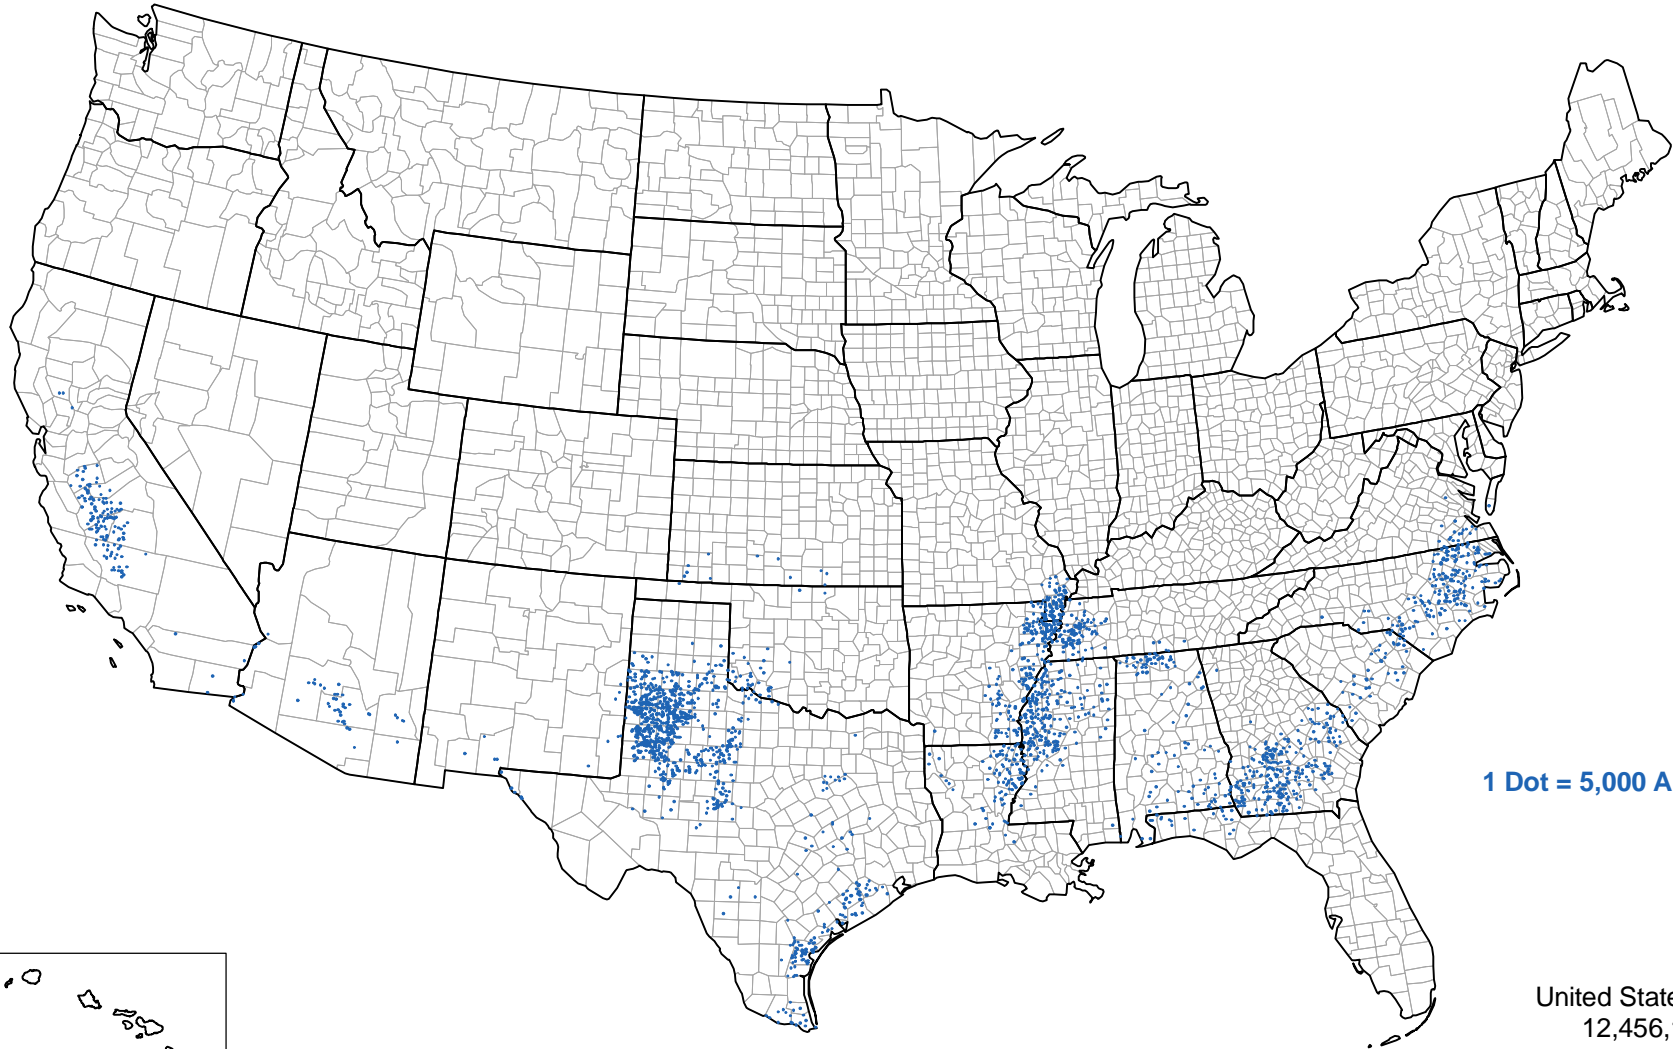 1 Dot = 5,000 A
United State
12,456,